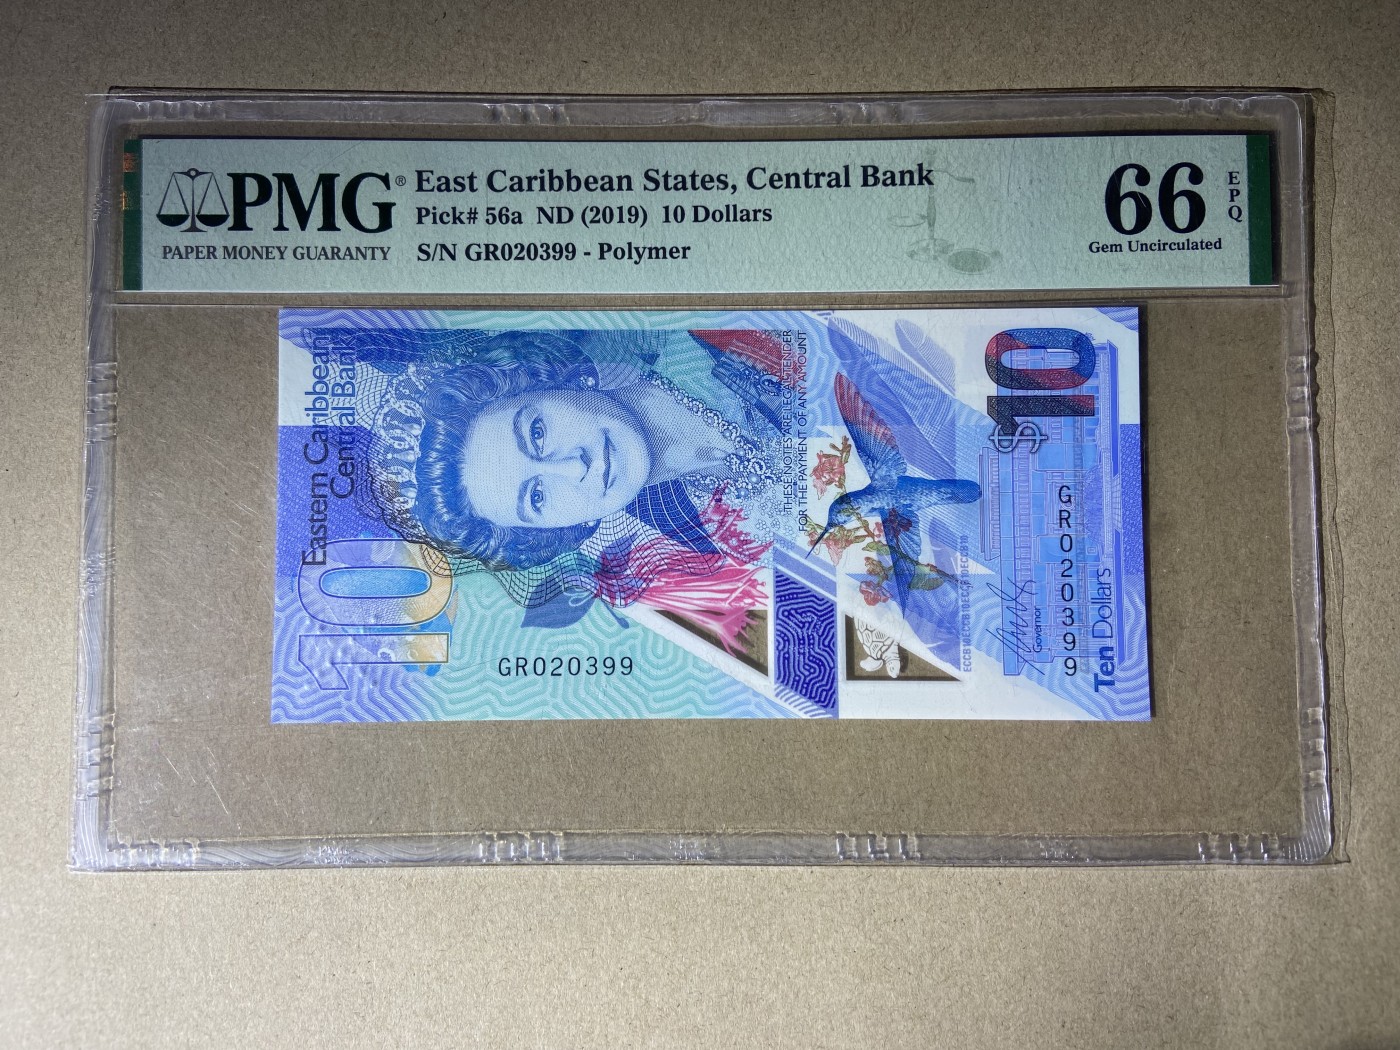 PMG®
PAPER MONEY GUARANTY
East Caribbean States, Central Bank
Pick# 56a ND (2019) 10 Dollars
S/N GR020399 - Polymer
66
EPQ
Gem Uncirculated
Eastern Caribbean
Central Bank
10
GR020399
THESE NOTES ARE LEGAL TENDER
FOR THE PAYMENT OF ANY AMOUNT
$10
GR020399
Governor
Ten Dollars